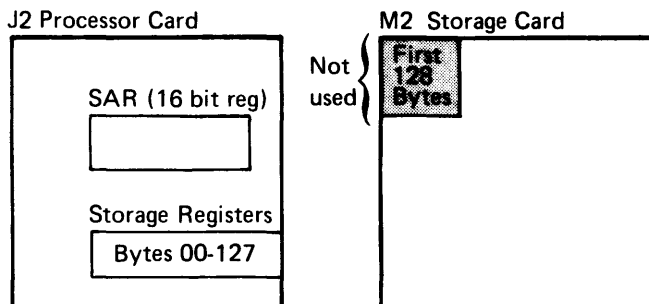 J2 Processor Card
SAR (16 bit reg)
Storage Registers
Bytes 00-127
M2 Storage Card
Not
used
First
128
Bytes